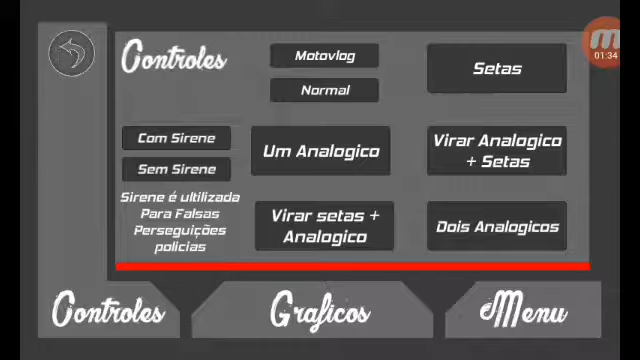 Controles
Motovlog
Normal
Setas
01:34
Com Sirene
Sem Sirene
Sirene é ultilizada
Para Falsas
Perseguições
policias
Um Analogico
Virar Analogico
+ Setas
Virar setas +
Analogico
Dois Analogicos
Controles
Graficos
Menu